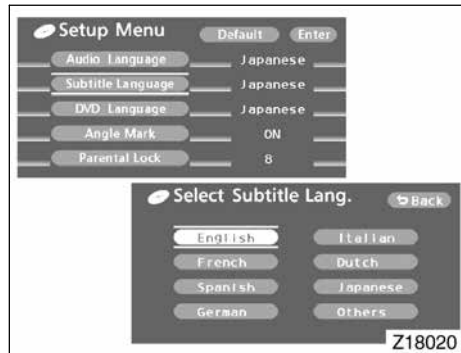 Setup Menu Default Enter
Audio Language Japanese
Subtitle Language Japanese
DVD Language Japanese
Angle Mark ON
Parental Lock 8
Select Subtitle Lang. Back
English Italian
French Dutch
Spanish Japanese
German Others
Z18020